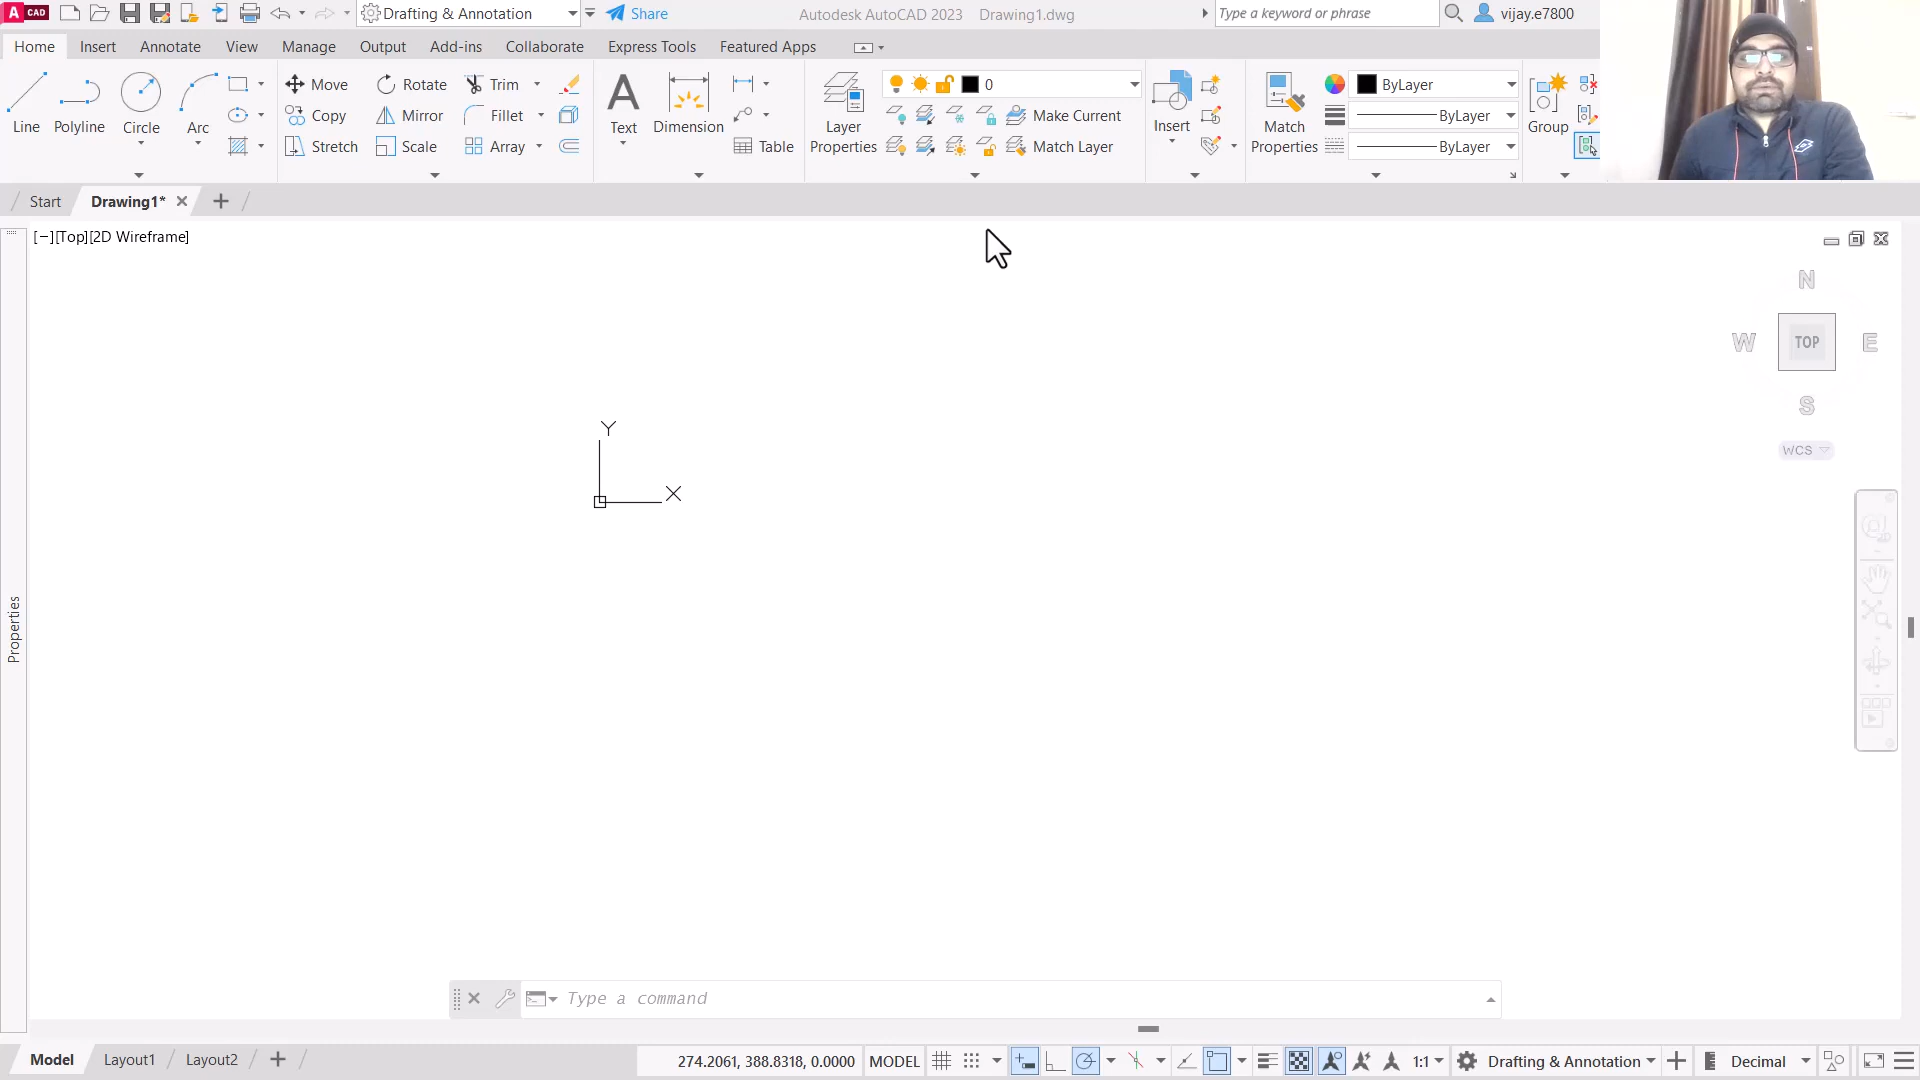 A CAD
Drafting & Annotation
Share
Autodesk AutoCAD 2023 Drawing1.dwg
Type a keyword or phrase
vijay.e7800
Home Insert Annotate View Manage Output Add-ins Collaborate Express Tools Featured Apps
Line Polyline Circle Arc
Move Rotate Trim
Copy Mirror Fillet
Stretch Scale Array
Text Dimension
Table
Layer Properties
0
Make Current
Match Layer
Insert
Match Properties
ByLayer
ByLayer
ByLayer
Group
Start Drawing1*
[−][Top][2D Wireframe]
N
W TOP E
S
WCS
Y
X
Properties
Type a command
Model Layout1 Layout2
274.2061, 388.8318, 0.0000 MODEL 1:1 Drafting & Annotation Decimal